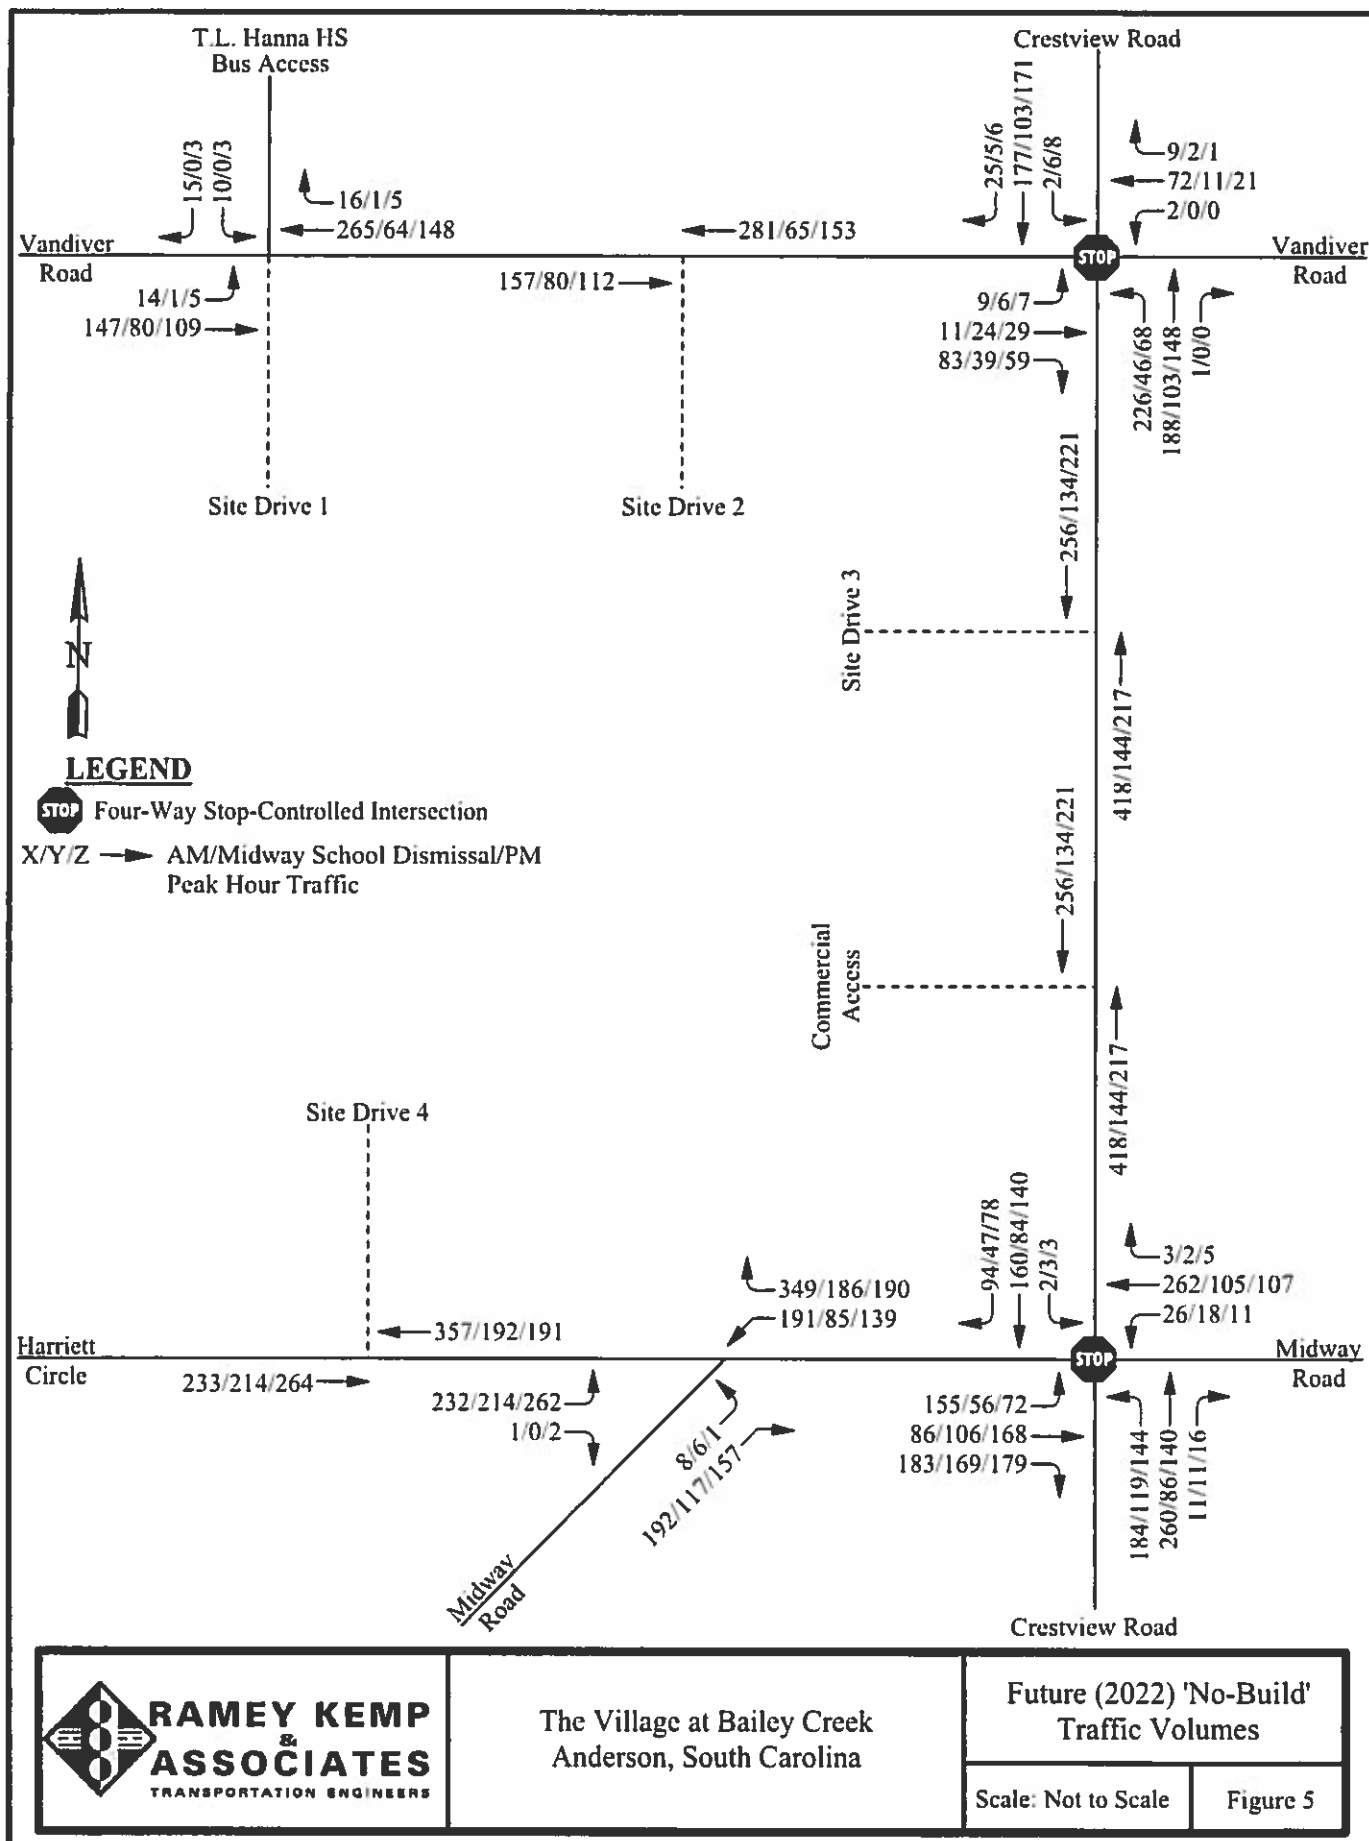 T.L. Hanna HS
Bus Access
Crestview Road
15/0/3
10/0/3
16/1/5
265/64/148
281/65/153
25/5/6
177/103/171
2/6/8
9/2/1
72/11/21
2/0/0
Vandiver
Road
STOP
Vandiver
Road
14/1/5
147/80/109
157/80/112
9/6/7
11/24/29
83/39/59
226/46/68
188/103/148
1/0/0
Site Drive 1
Site Drive 2
256/134/221
Site Drive 3
418/144/217
N
LEGEND
STOP Four-Way Stop-Controlled Intersection
X/Y/Z AM/Midway School Dismissal/PM
Peak Hour Traffic
256/134/221
Commercial
Access
418/144/217
Site Drive 4
94/47/78
160/84/140
2/3/3
3/2/5
262/105/107
26/18/11
349/186/190
191/85/139
357/192/191
Harriett
Circle
STOP
Midway
Road
233/214/264
232/214/262
1/0/2
8/6/1
192/117/157
155/56/72
86/106/168
183/169/179
184/119/144
260/86/140
11/11/16
Midway
Road
Crestview Road
RAMEY KEMP
&
ASSOCIATES
TRANSPORTATION ENGINEERS
The Village at Bailey Creek
Anderson, South Carolina
Future (2022) 'No-Build'
Traffic Volumes
Scale: Not to Scale
Figure 5